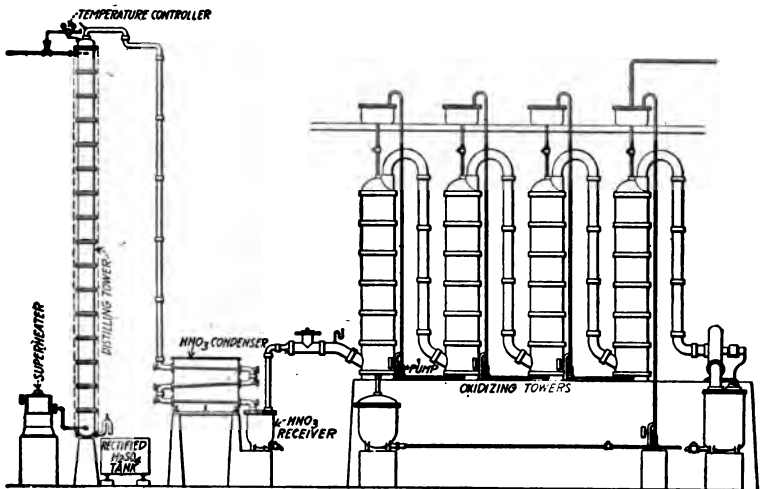 TEMPERATURE CONTROLLER
DISTILLING TOWER
SUPERHEATER
HNO3 CONDENSER
HNO3
RECEIVER
RECTIFIED
H2SO4
TANK
PUMP
OXIDIZING TOWERS